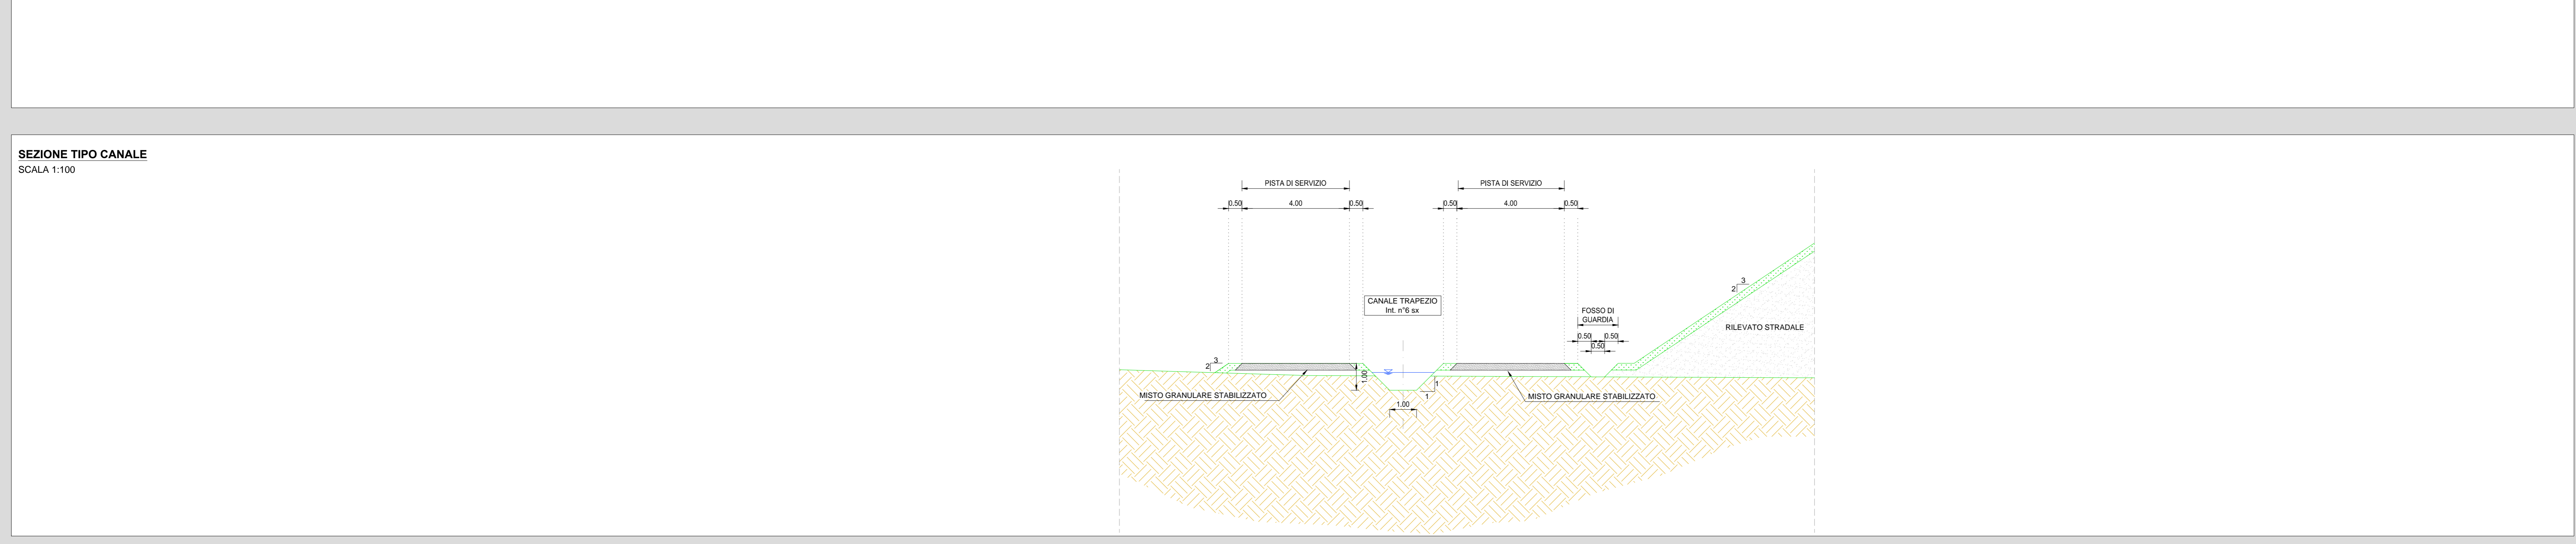 SEZIONE TIPO CANALE
SCALA 1:100
PISTA DI SERVIZIO
PISTA DI SERVIZIO
0.50 4.00 0.50
0.50 4.00 0.50
CANALE TRAPEZIO
Int. n°6 sx
FOSSO DI
GUARDIA
0.50 0.50
0.50
3
2
RILEVATO STRADALE
3
2
1.00
1
1
MISTO GRANULARE STABILIZZATO
MISTO GRANULARE STABILIZZATO
1.00